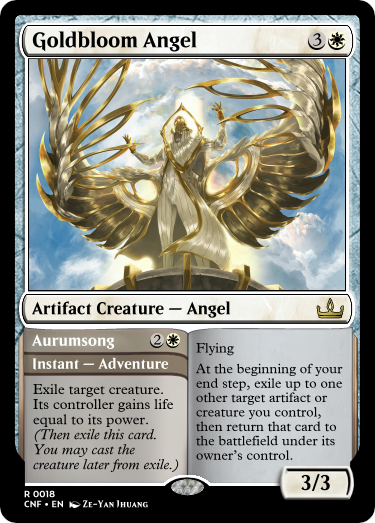 Goldbloom Angel 3
Artifact Creature — Angel
Aurumsong 2
Instant — Adventure
Exile target creature.
Its controller gains life
equal to its power.
(Then exile this card.
You may cast the
creature later from exile.)
Flying
At the beginning of your
end step, exile up to one
other target artifact or
creature you control,
then return that card to
the battlefield under its
owner's control.
3/3
R 0018
CNF • EN Ze-Yan Jhuang